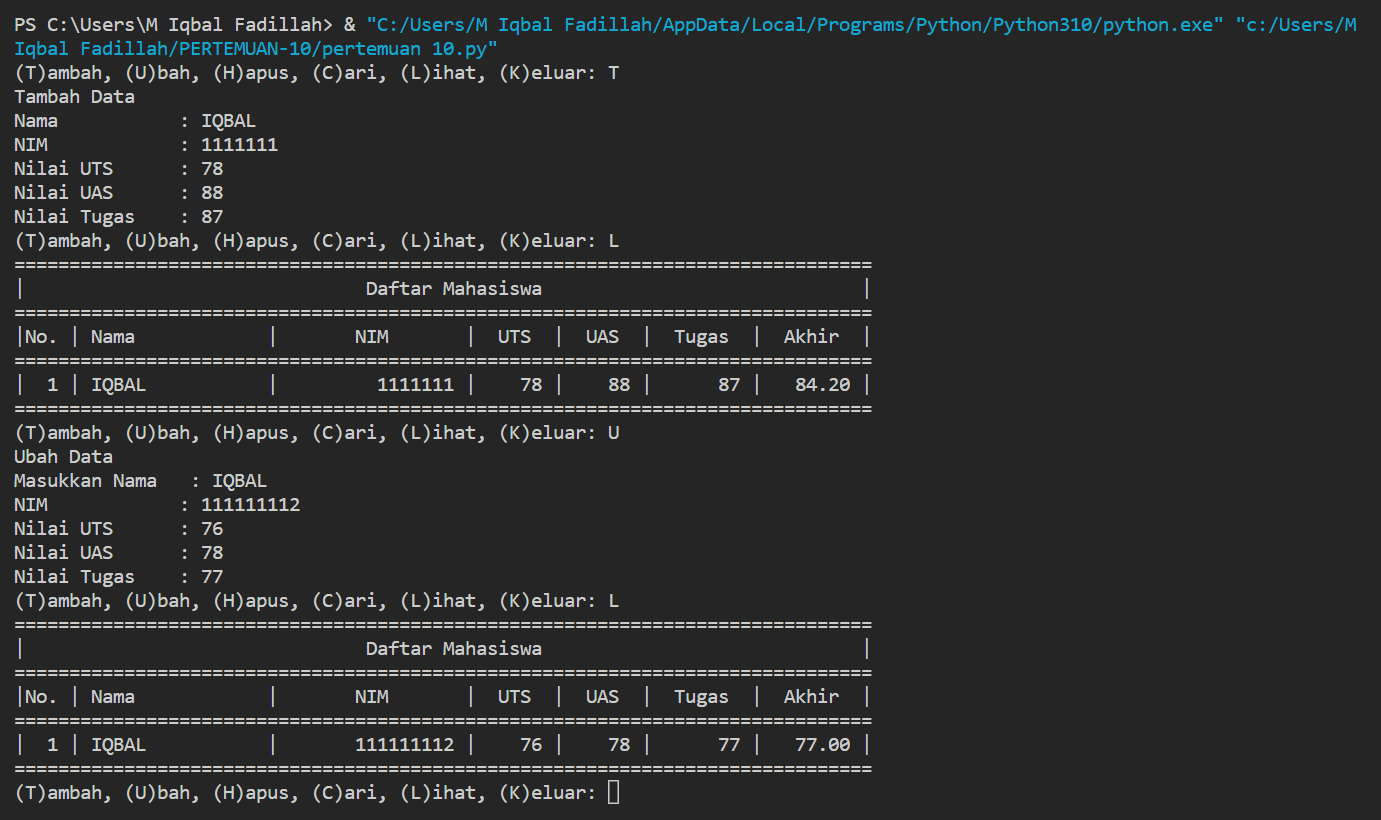 PS C:\Users\M Iqbal Fadillah> & "C:/Users/M Iqbal Fadillah/AppData/Local/Programs/Python/Python310/python.exe" "c:/Users/M
Iqbal Fadillah/PERTEMUAN-10/pertemuan 10.py"
(T)ambah, (U)bah, (H)apus, (C)ari, (L)ihat, (K)eluar: T
Tambah Data
Nama           : IQBAL
NIM            : 1111111
Nilai UTS      : 78
Nilai UAS      : 88
Nilai Tugas    : 87
(T)ambah, (U)bah, (H)apus, (C)ari, (L)ihat, (K)eluar: L
==============================================================================
|                               Daftar Mahasiswa                             |
==============================================================================
|No. | Nama            |       NIM       |  UTS  |  UAS  |  Tugas  |  Akhir  |
==============================================================================
|  1 | IQBAL           |         1111111 |    78 |    88 |      87 |   84.20 |
==============================================================================
(T)ambah, (U)bah, (H)apus, (C)ari, (L)ihat, (K)eluar: U
Ubah Data
Masukkan Nama   : IQBAL
NIM            : 111111112
Nilai UTS      : 76
Nilai UAS      : 78
Nilai Tugas    : 77
(T)ambah, (U)bah, (H)apus, (C)ari, (L)ihat, (K)eluar: L
==============================================================================
|                               Daftar Mahasiswa                             |
==============================================================================
|No. | Nama            |       NIM       |  UTS  |  UAS  |  Tugas  |  Akhir  |
==============================================================================
|  1 | IQBAL           |       111111112 |    76 |    78 |      77 |   77.00 |
==============================================================================
(T)ambah, (U)bah, (H)apus, (C)ari, (L)ihat, (K)eluar: